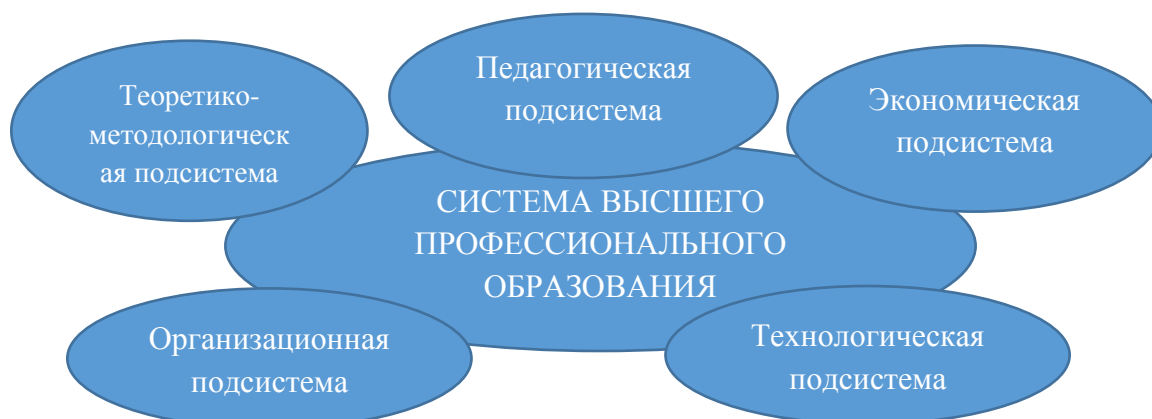 Теоретико-
методологическ
ая подсистема
Педагогическая
подсистема
Экономическая
подсистема
СИСТЕМА ВЫСШЕГО
ПРОФЕССИОНАЛЬНОГО
ОБРАЗОВАНИЯ
Организационная
подсистема
Технологическая
подсистема